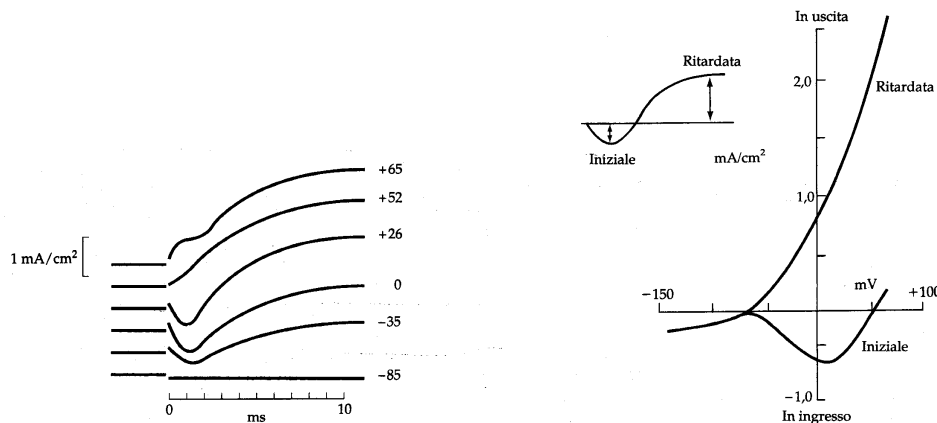 +65
+52
+26
0
−35
−85
1 mA/cm²
0
10
ms
Ritardata
Iniziale
mA/cm²
In uscita
2,0
Ritardata
1,0
−150
mV
+100
Iniziale
−1,0
In ingresso